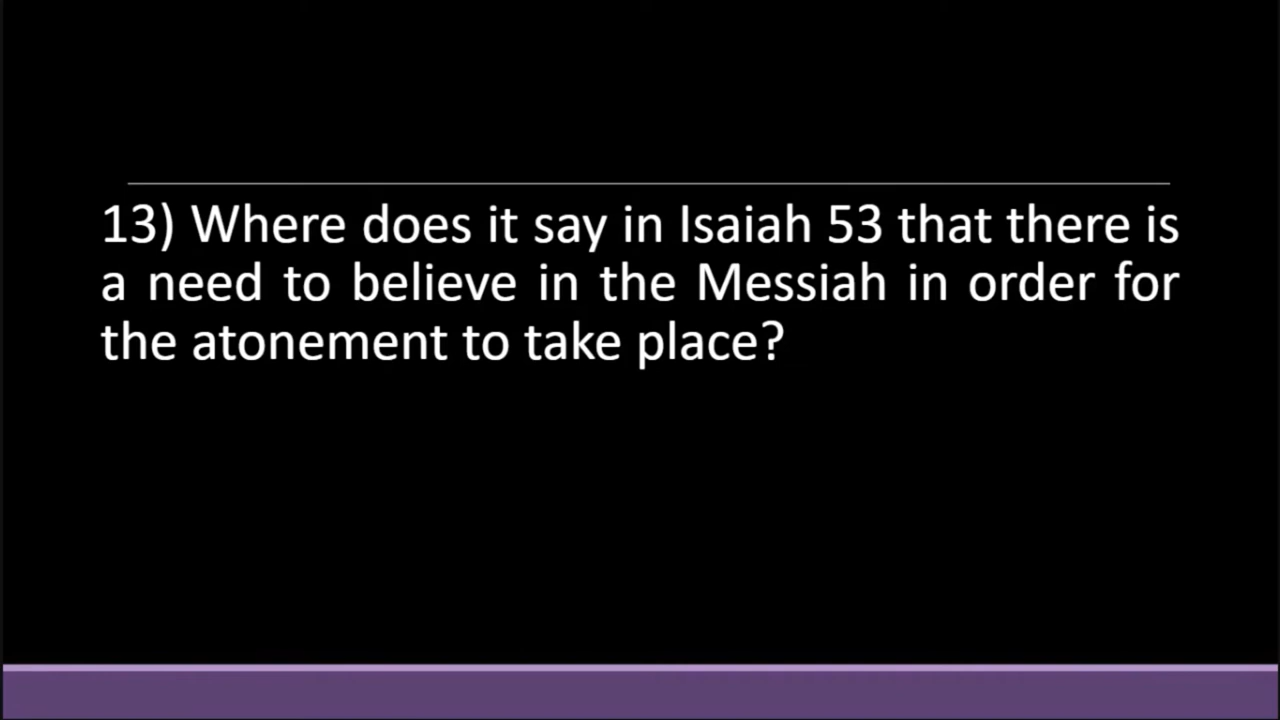 13) Where does it say in Isaiah 53 that there is
a need to believe in the Messiah in order for
the atonement to take place?